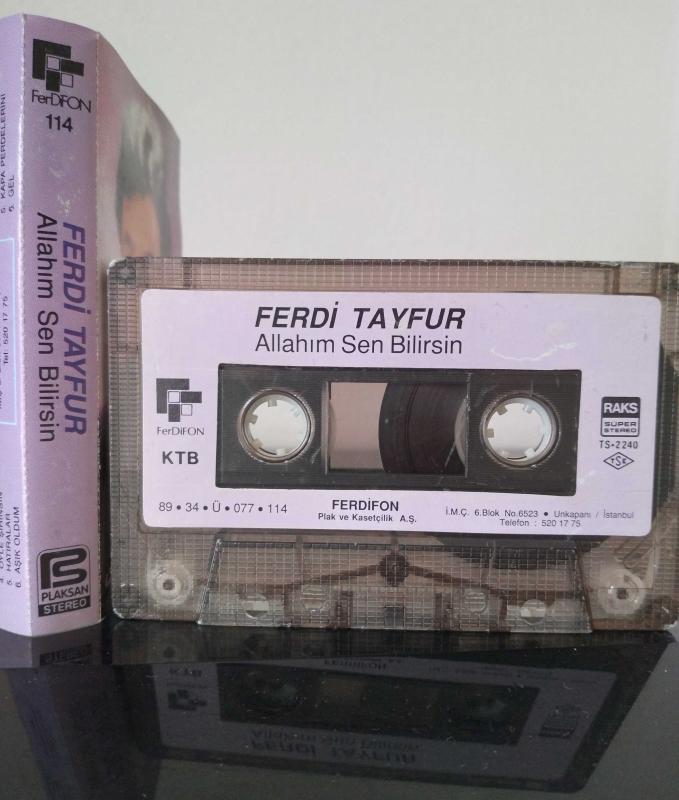 FerDiFON
114
FERDİ TAYFUR
Allahım Sen Bilirsin
PLAKSAN
STEREO
5. KAPA PERDELERİNİ
6. GEL
Tel: 520 17 75
5. HATIRALAR
6. AŞIK OLDUM
FERDİ TAYFUR
Allahım Sen Bilirsin
FerDiFON
KTB
RAKS
SÜPER
STEREO
TS•2240
TSE
89 • 34 • Ü • 077 • 114
FERDİFON
Plak ve Kasetçilik A.Ş.
İ.M.Ç. 6.Blok No.6523 • Unkapanı / İstanbul
Telefon : 520 17 75